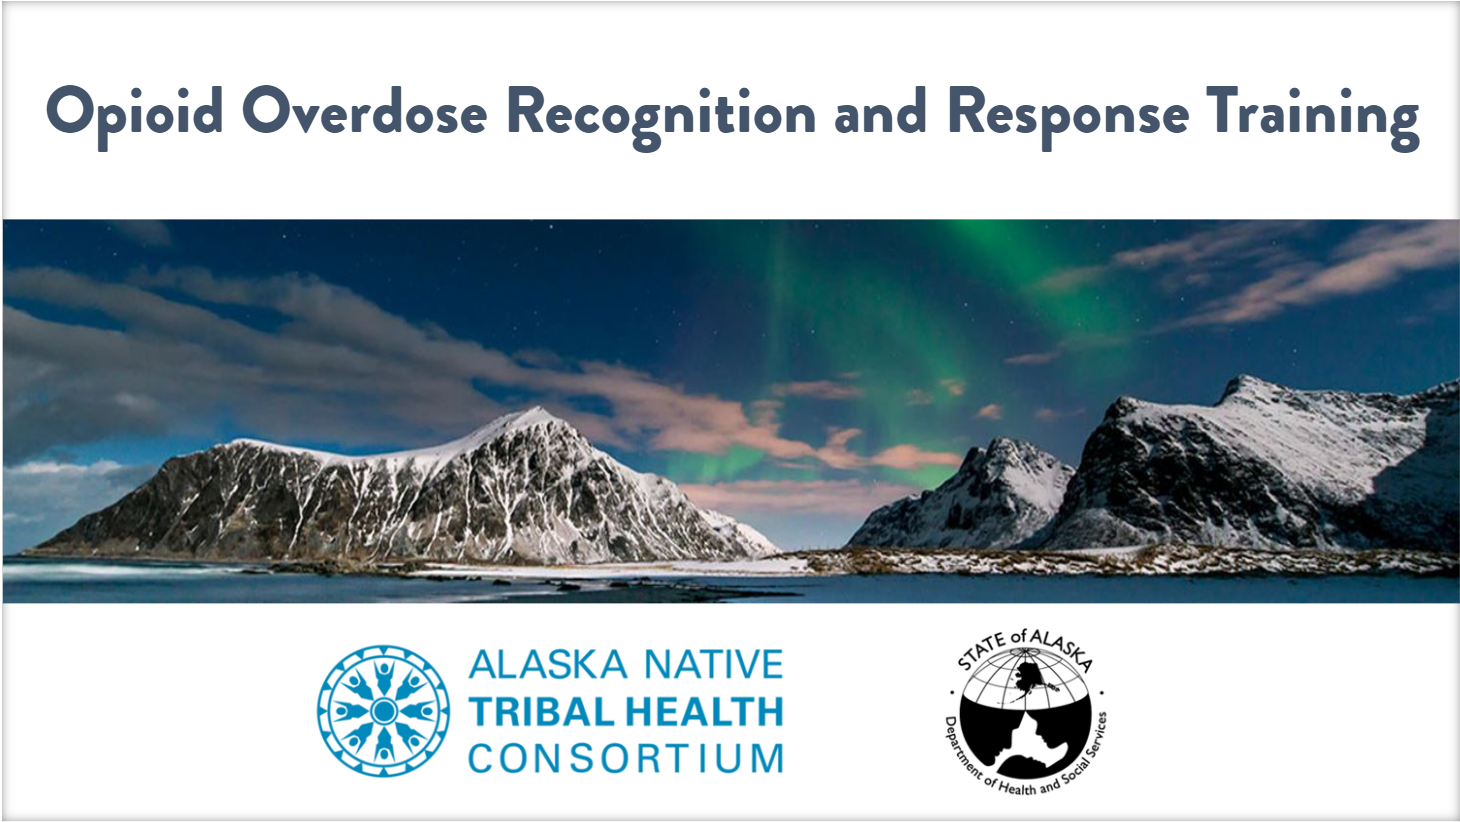 Opioid Overdose Recognition and Response Training
ALASKA NATIVE
TRIBAL HEALTH
CONSORTIUM
STATE of ALASKA
Department of Health and Social Services